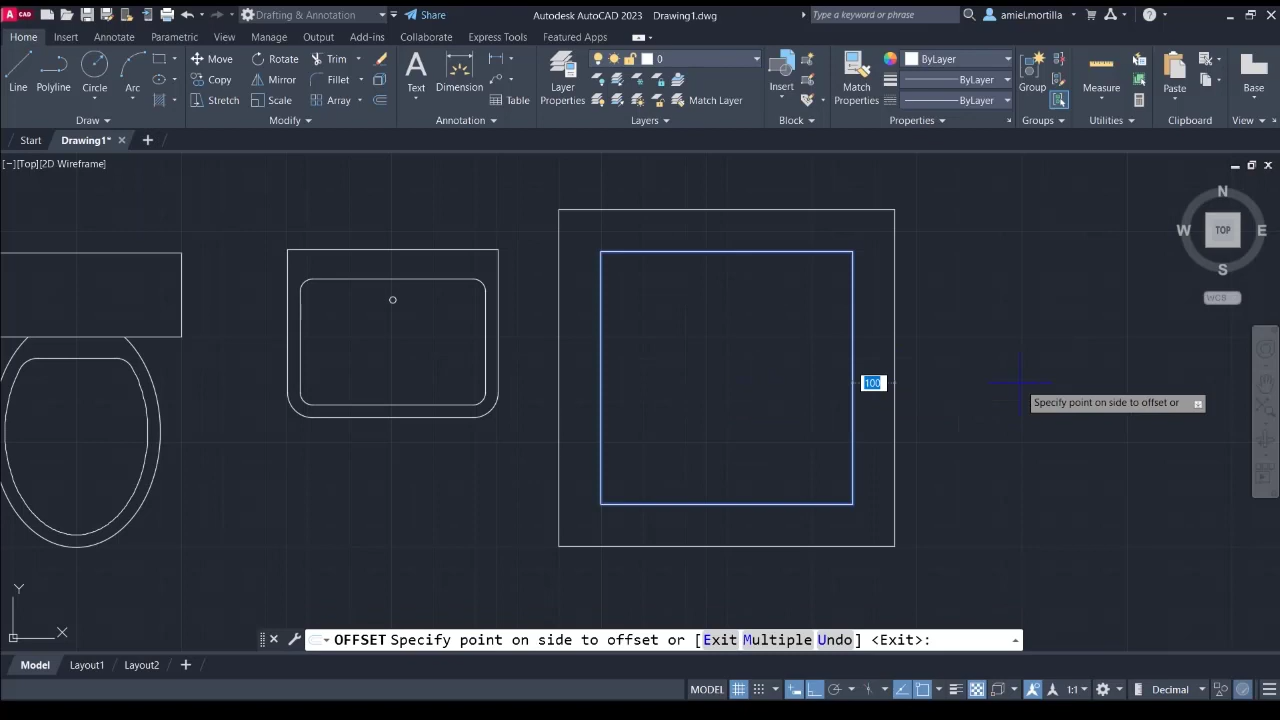 CAD Drafting & Annotation Share Autodesk AutoCAD 2023 Drawing1.dwg Type a keyword or phrase amiel.mortilla
Home Insert Annotate Parametric View Manage Output Add-ins Collaborate Express Tools Featured Apps
Move Rotate Trim 0 ByLayer
Line Polyline Circle Arc Copy Mirror Fillet Text Dimension Layer Properties Insert Match Properties ByLayer Group Measure Paste Base
Stretch Scale Array Table Match Layer ByLayer
Draw Modify Annotation Layers Block Properties Groups Utilities Clipboard View
Start Drawing1*
[−][Top][2D Wireframe]
N
W TOP E
S
WCS
100
Specify point on side to offset or
Y
X
OFFSET Specify point on side to offset or [Exit Multiple Undo] <Exit>:
Model Layout1 Layout2
MODEL 1:1 Decimal